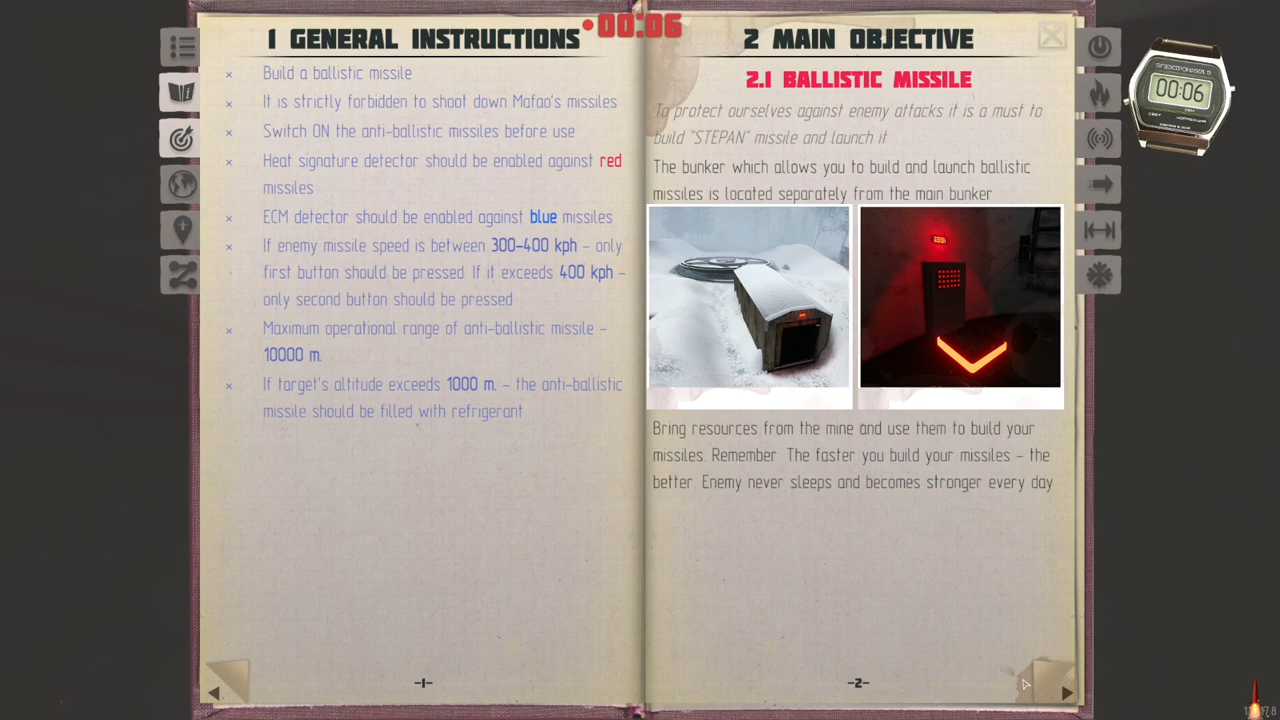 00:06
1 GENERAL INSTRUCTIONS
× Build a ballistic missile
× It is strictly forbidden to shoot down Mafao's missiles
× Switch ON the anti-ballistic missiles before use
× Heat signature detector should be enabled against red
missiles
× ECM detector should be enabled against blue missiles
× If enemy missile speed is between 300-400 kph – only
first button should be pressed. If it exceeds 400 kph –
only second button should be pressed
× Maximum operational range of anti-ballistic missile –
10000 m.
× If target's altitude exceeds 1000 m. – the anti-ballistic
missile should be filled with refrigerant
-1-
2 MAIN OBJECTIVE
2.1 BALLISTIC MISSILE
To protect ourselves against enemy attacks it is a must to
build "STEPAN" missile and launch it
The bunker which allows you to build and launch ballistic
missiles is located separately from the main bunker
Bring resources from the mine and use them to build your
missiles. Remember: The faster you build your missiles – the
better. Enemy never sleeps and becomes stronger every day
-2-
00:06